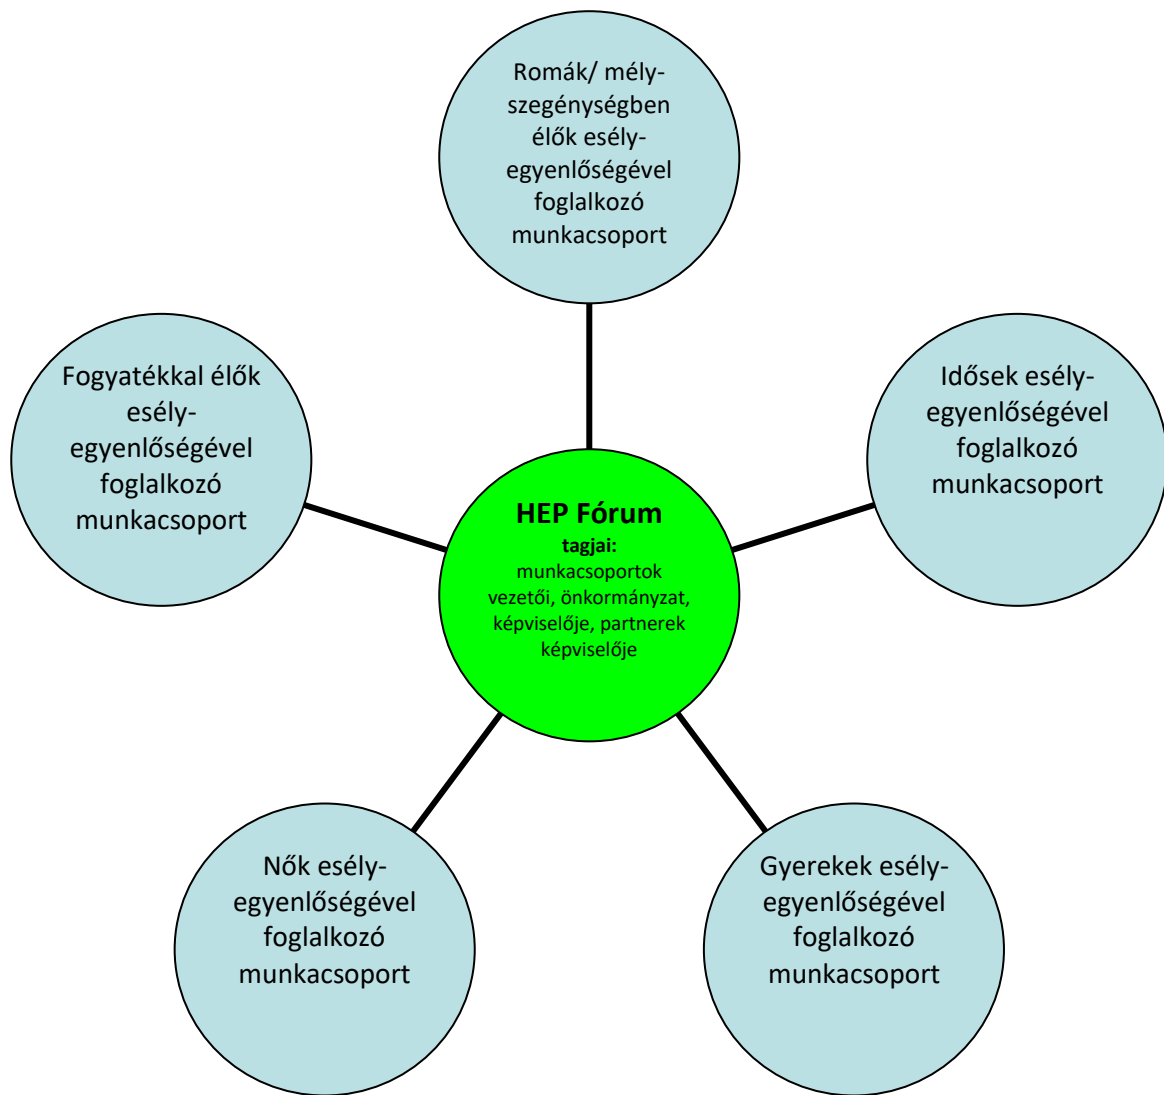 Romák/ mély-
szegénységben
élők esély-
egyenlőségével
foglalkozó
munkacsoport
Fogyatékkal élők
esély-
egyenlőségével
foglalkozó
munkacsoport
Idősek esély-
egyenlőségével
foglalkozó
munkacsoport
HEP Fórum
tagjai:
munkacsoportok
vezetői, önkormányzat,
képviselője, partnerek
képviselője
Nők esély-
egyenlőségével
foglalkozó
munkacsoport
Gyerekek esély-
egyenlőségével
foglalkozó
munkacsoport